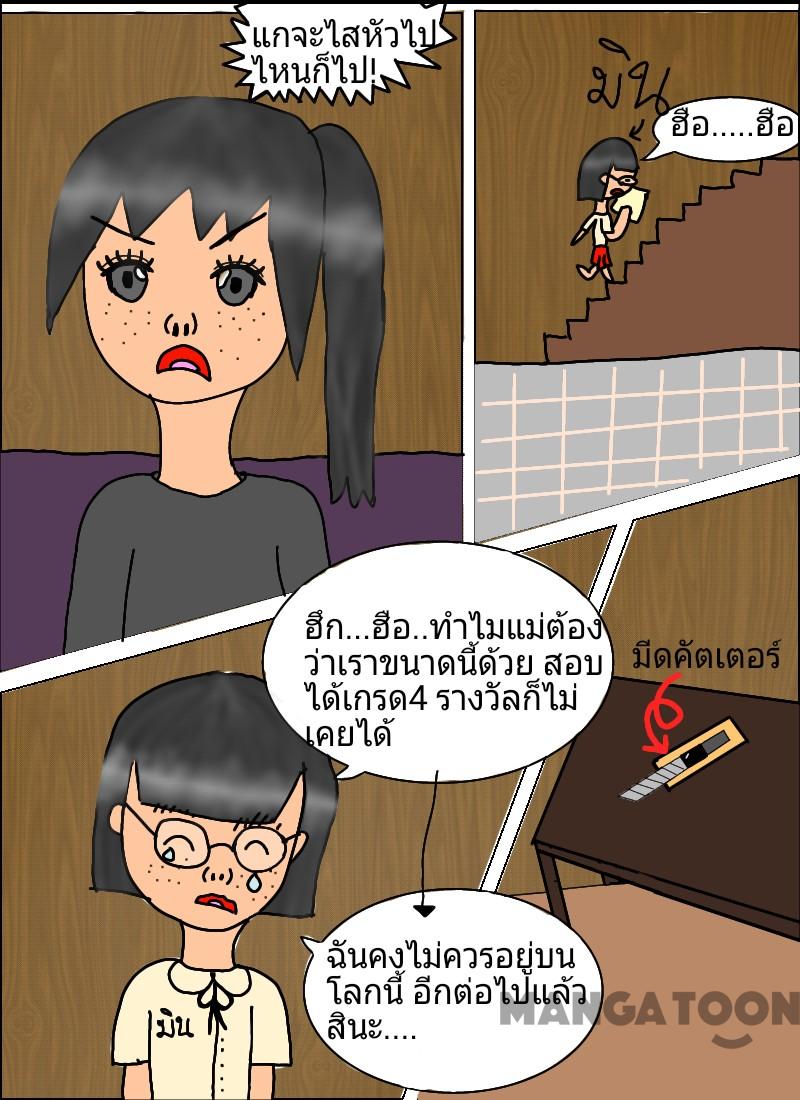 แกจะไสหัวไป
ไหนก็ไป!
มิน
ฮือ.....ฮือ
ฮึก...ฮือ..ทำไมแม่ต้อง
ว่าเราขนาดนี้ด้วย สอบ
ได้เกรด4 รางวัลก็ไม่
เคยได้
มีดคัตเตอร์
ฉันคงไม่ควรอยู่บน
โลกนี้ อีกต่อไปแล้ว
สินะ....
มิน
MANGATOON